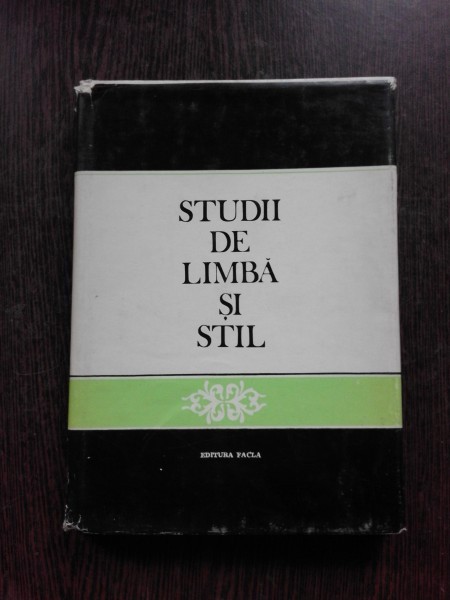 STUDII
DE
LIMBĂ
ȘI
STIL
EDITURA FACLA